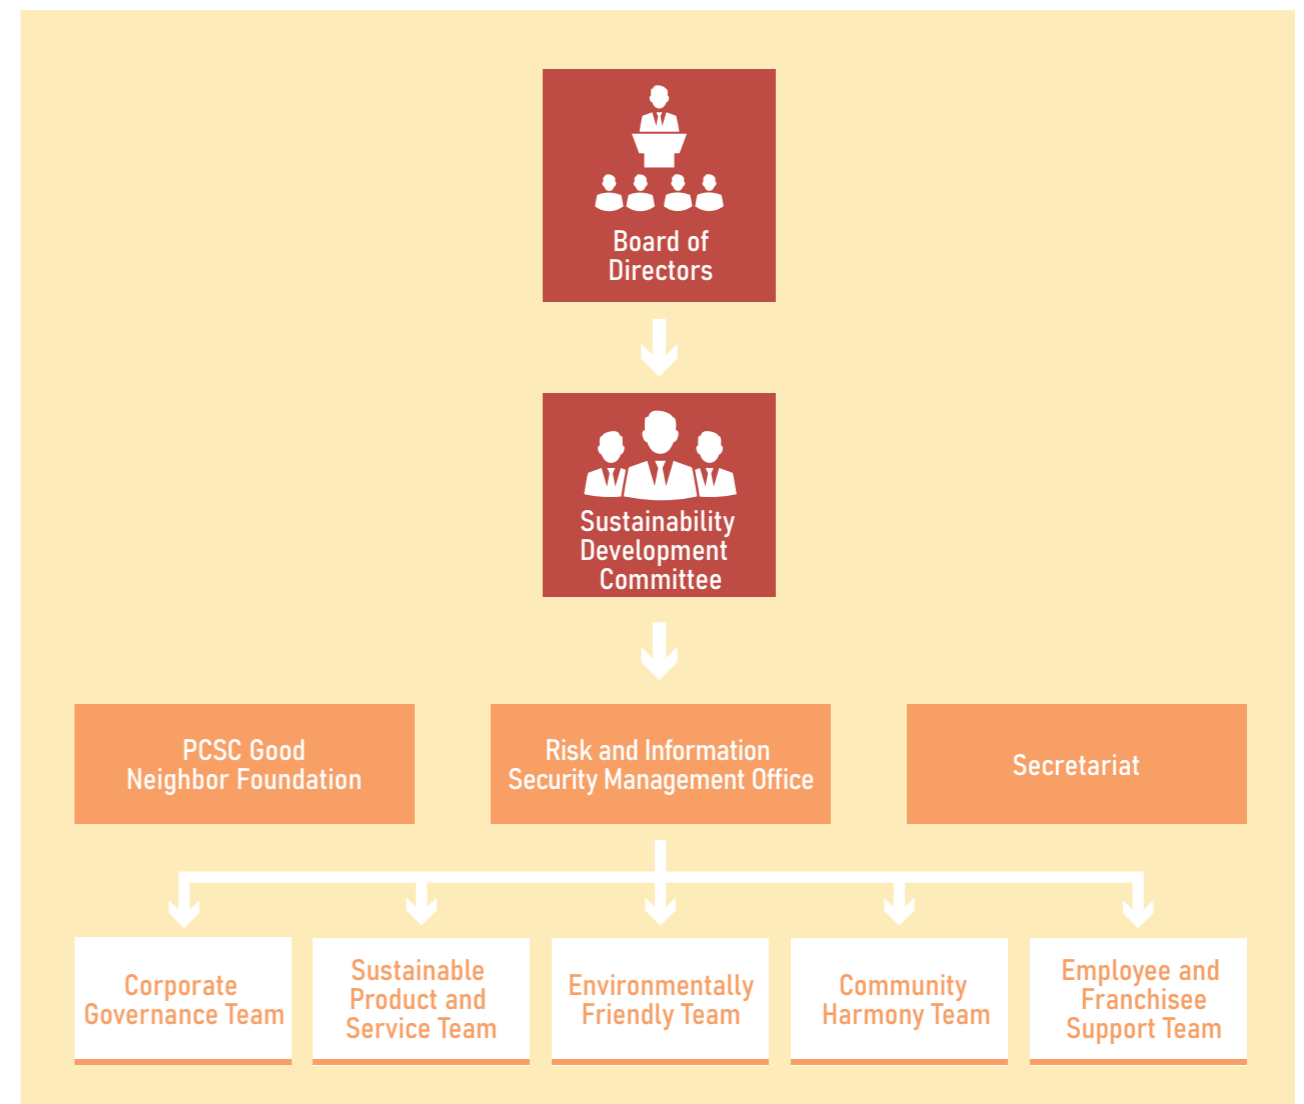 Board of
Directors
Sustainability
Development
Committee
PCSC Good
Neighbor Foundation
Risk and Information
Security Management Office
Secretariat
Corporate
Governance Team
Sustainable
Product and
Service Team
Environmentally
Friendly Team
Community
Harmony Team
Employee and
Franchisee
Support Team